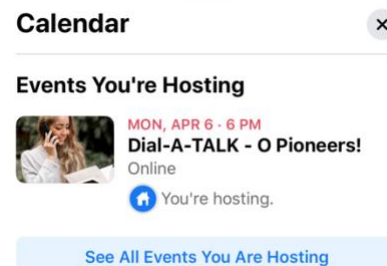 Calendar
Events You're Hosting
MON, APR 6 · 6 PM
Dial-A-TALK - O Pioneers!
Online
You're hosting.
See All Events You Are Hosting